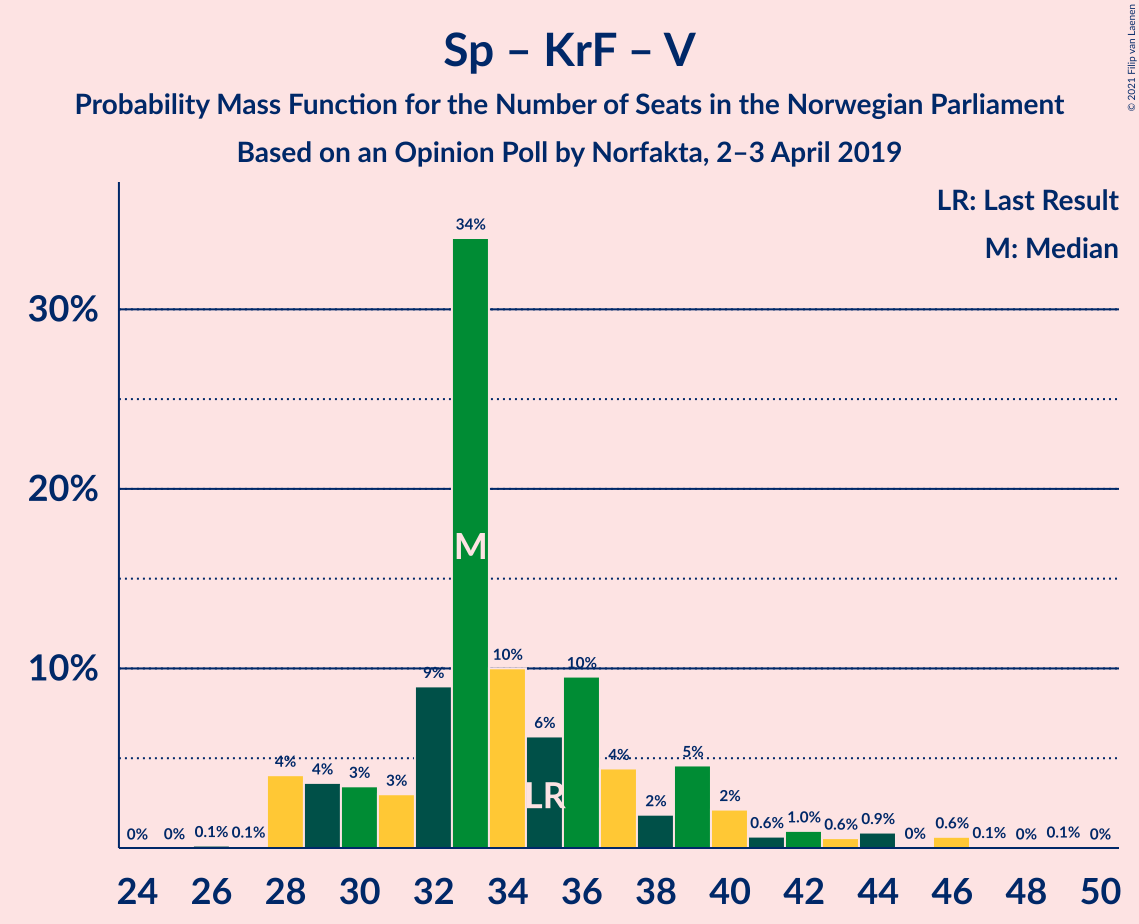 Sp – KrF – V
Probability Mass Function for the Number of Seats in the Norwegian Parliament
Based on an Opinion Poll by Norfakta, 2–3 April 2019
© 2021 Filip van Laenen
LR: Last Result
M: Median
30%
20%
10%
0% 0% 0.1% 0.1% 4% 4% 3% 3% 9% 34% 10% 6% 10% 4% 2% 5% 2% 0.6% 1.0% 0.6% 0.9% 0% 0.6% 0.1% 0% 0.1% 0%
M
LR
24 26 28 30 32 34 36 38 40 42 44 46 48 50